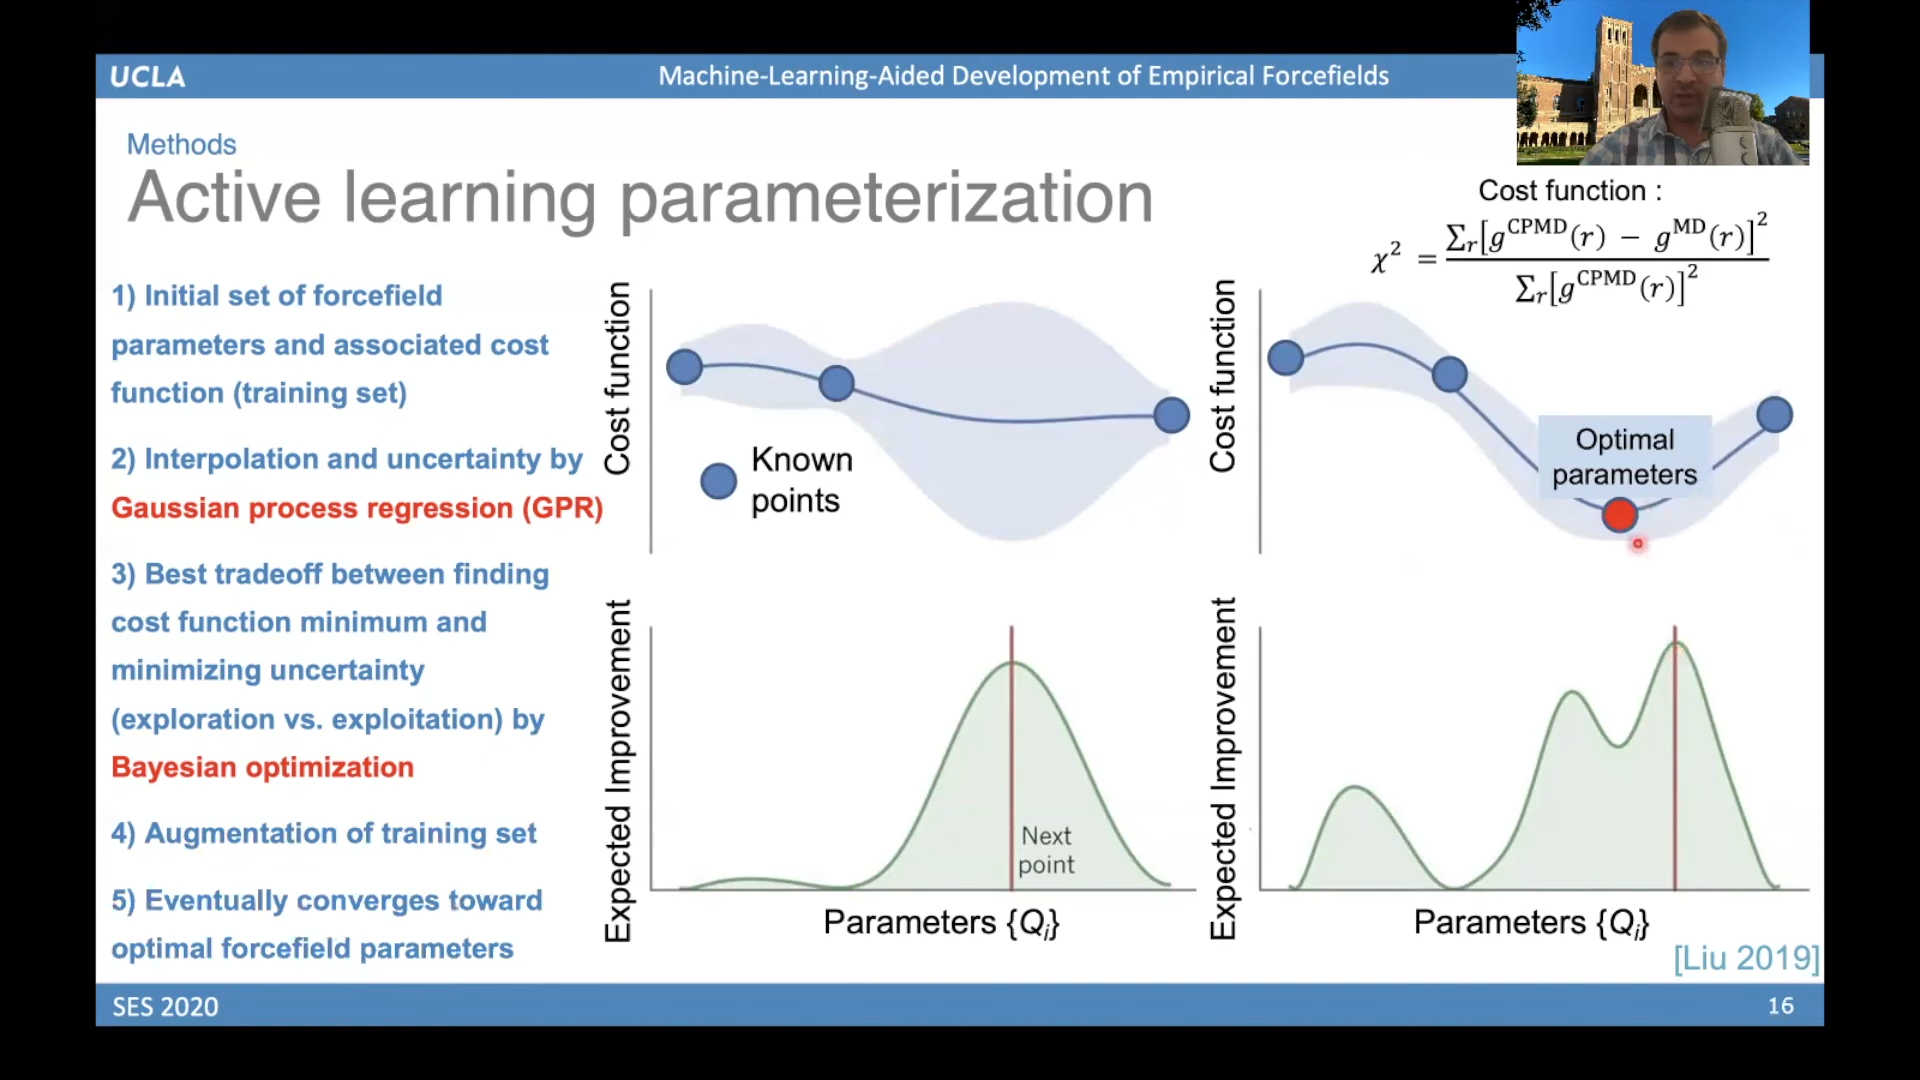 UCLA
Machine-Learning-Aided Development of Empirical Forcefields
Methods
Active learning parameterization
1) Initial set of forcefield
parameters and associated cost
function (training set)
2) Interpolation and uncertainty by
Gaussian process regression (GPR)
3) Best tradeoff between finding
cost function minimum and
minimizing uncertainty
(exploration vs. exploitation) by
Bayesian optimization
4) Augmentation of training set
5) Eventually converges toward
optimal forcefield parameters
Cost function
Known
points
Expected Improvement
Next
point
Parameters {Qᵢ}
Cost function :
χ² = Σᵣ[g^CPMD(r) − g^MD(r)]² / Σᵣ[g^CPMD(r)]²
Cost function
Optimal
parameters
Expected Improvement
Parameters {Qᵢ}
[Liu 2019]
SES 2020
16